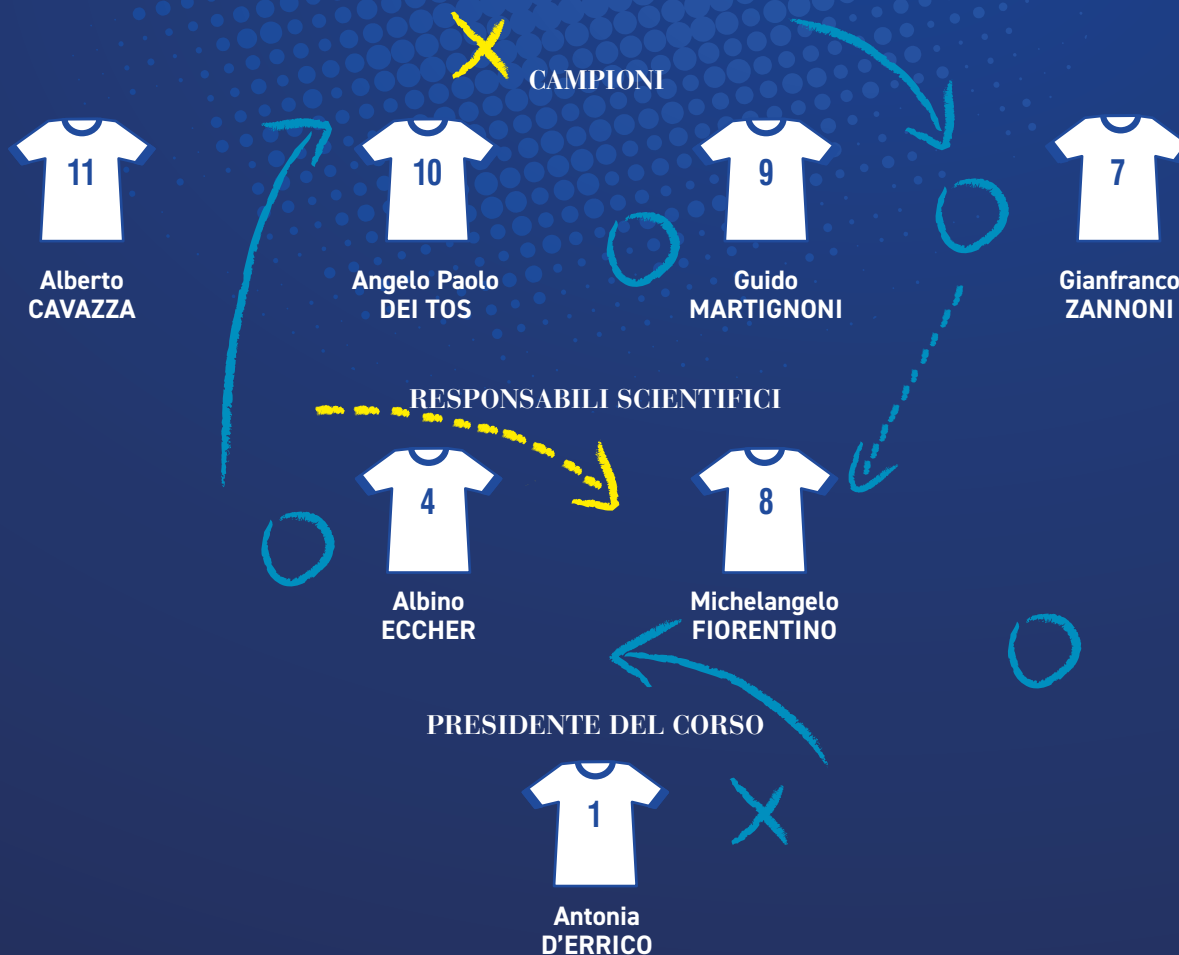 CAMPIONI
11
10
9
7
Alberto
CAVAZZA
Angelo Paolo
DEI TOS
Guido
MARTIGNONI
Gianfranco
ZANNONI
RESPONSABILI SCIENTIFICI
4
8
Albino
ECCHER
Michelangelo
FIORENTINO
PRESIDENTE DEL CORSO
1
Antonia
D'ERRICO